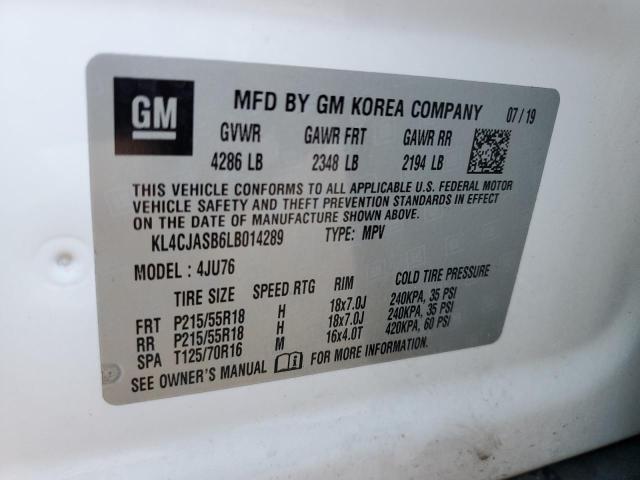 GM MFD BY GM KOREA COMPANY 07/19
GVWR GAWR FRT GAWR RR
4286 LB 2348 LB 2194 LB
THIS VEHICLE CONFORMS TO ALL APPLICABLE U.S. FEDERAL MOTOR
VEHICLE SAFETY AND THEFT PREVENTION STANDARDS IN EFFECT
ON THE DATE OF MANUFACTURE SHOWN ABOVE.
KL4CJASB6LB014289 TYPE: MPV
MODEL : 4JU76
TIRE SIZE SPEED RTG RIM COLD TIRE PRESSURE
FRT P215/55R18 H 18x7.0J 240KPA, 35 PSI
RR P215/55R18 H 18x7.0J 240KPA, 35 PSI
SPA T125/70R16 M 16x4.0T 420KPA, 60 PSI
SEE OWNER'S MANUAL FOR MORE INFORMATION.